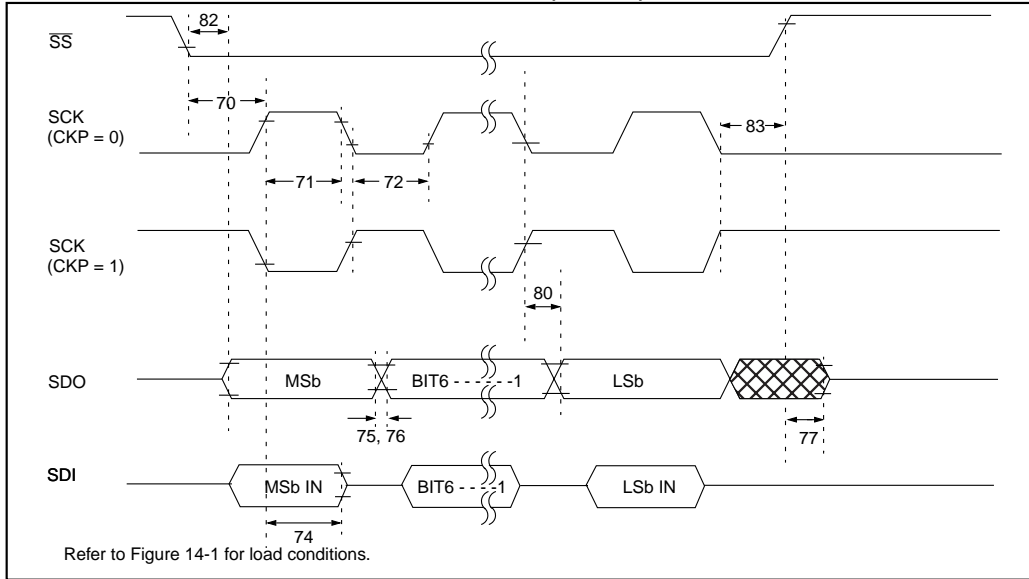 82
SS
70
SCK
(CKP = 0)
83
71
72
SCK
(CKP = 1)
80
SDO
MSb
BIT6 - - - - - -1
LSb
75, 76
77
SDI
MSb IN
BIT6 - - - -1
LSb IN
74
Refer to Figure 14-1 for load conditions.